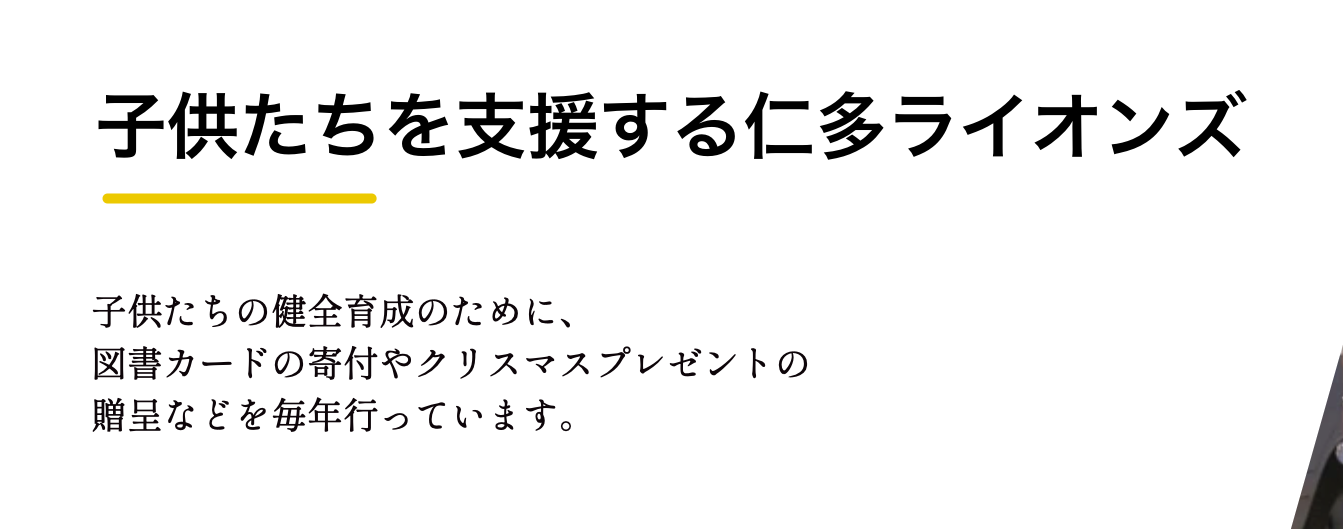 子供たちを支援する仁多ライオンズ
子供たちの健全育成のために、
図書カードの寄付やクリスマスプレゼントの
贈呈などを毎年行っています。